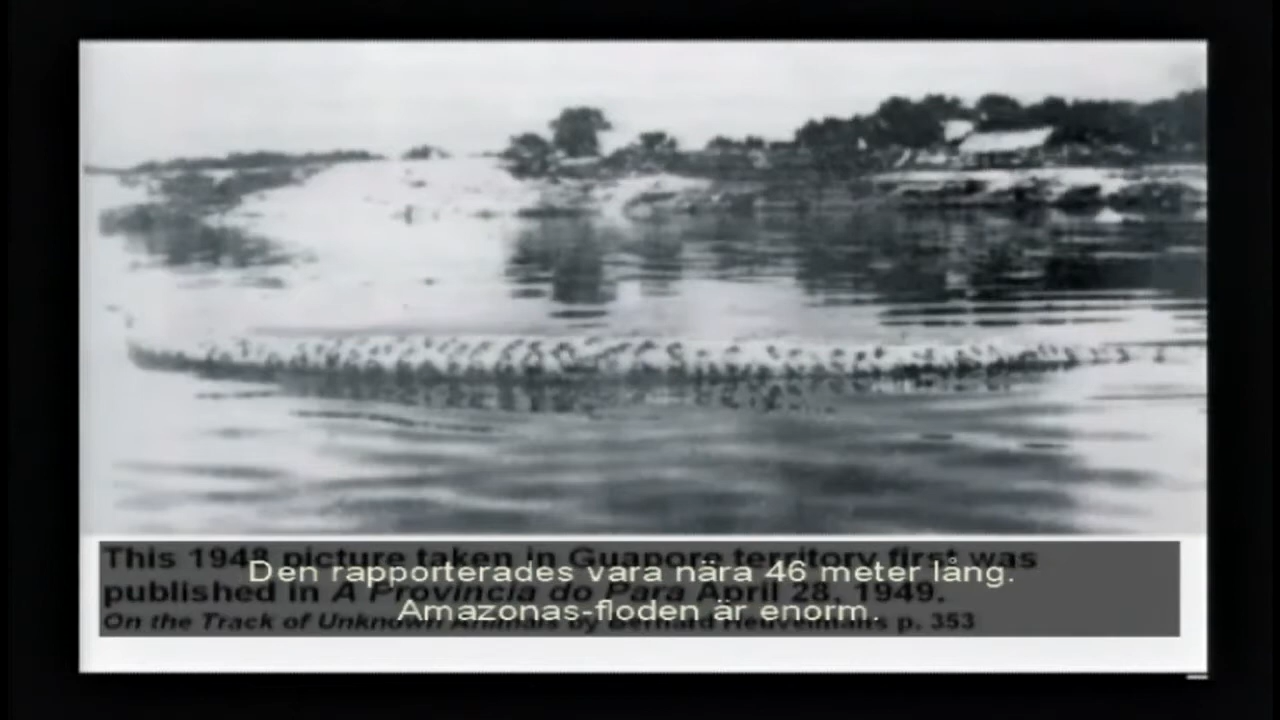 This 1948 picture taken in Guapore territory first was
published in A Provincia do Para April 28, 1949.
On the Track of Unknown Animals by Bernard Heuvelmans p. 353
Den rapporterades vara nära 46 meter lång.
Amazonas-floden är enorm.